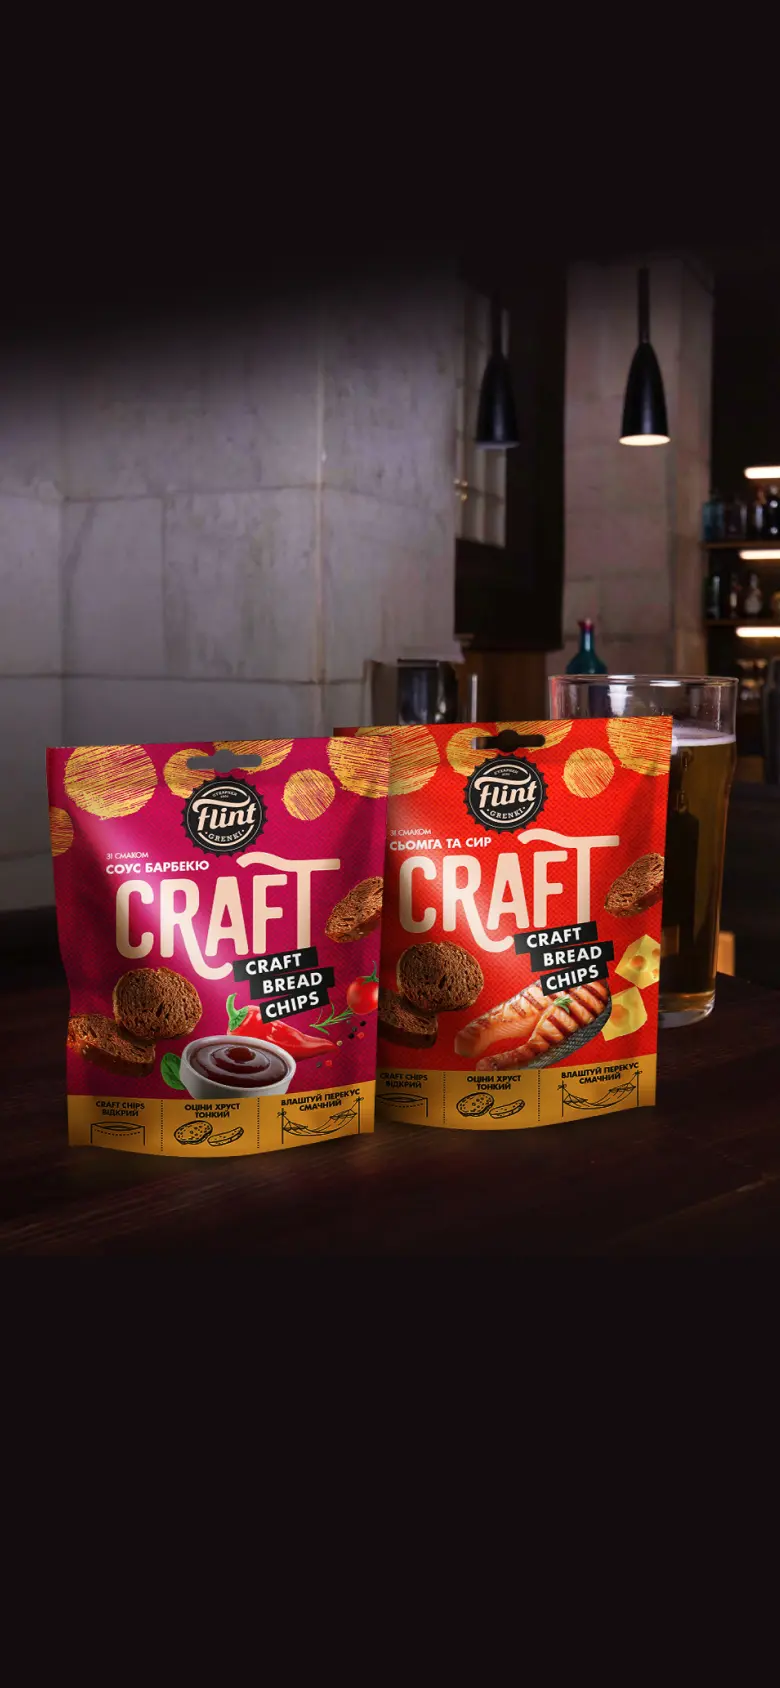 Flint
GRENKI
ЗІ СМАКОМ
СОУС БАРБЕКЮ
CRAFT
CRAFT
BREAD
CHIPS
CRAFT CHIPS
ВІДКРИЙ
ОЦІНИ ХРУСТ
ТОНКИЙ
ВЛАШТУЙ ПЕРЕКУС
СМАЧНИЙ
Flint
GRENKI
ЗІ СМАКОМ
СЬОМГА ТА СИР
CRAFT
CRAFT
BREAD
CHIPS
CRAFT CHIPS
ВІДКРИЙ
ОЦІНИ ХРУСТ
ТОНКИЙ
ВЛАШТУЙ ПЕРЕКУС
СМАЧНИЙ